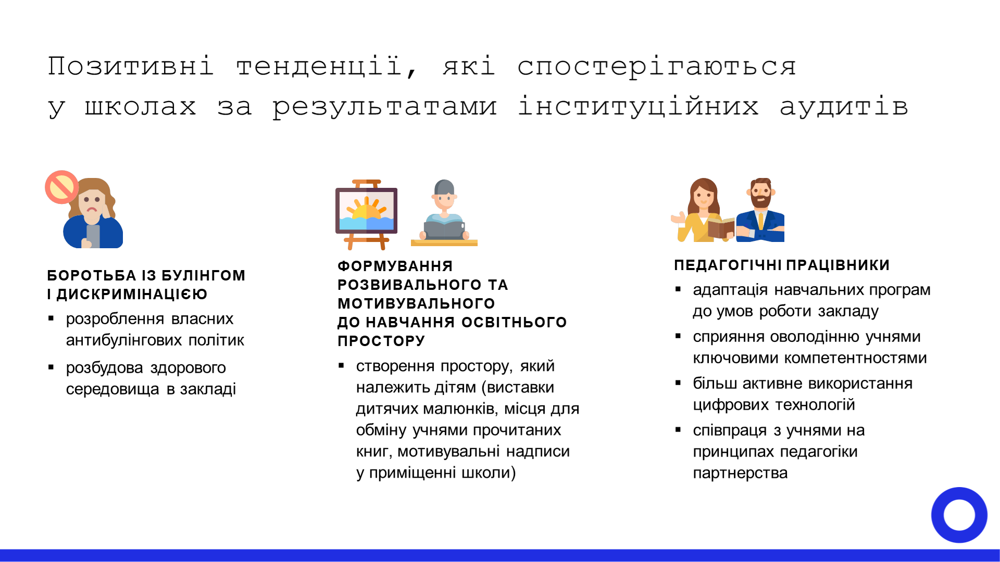 Позитивні тенденції, які спостерігаються
у школах за результатами інституційних аудитів
БОРОТЬБА ІЗ БУЛІНГОМ
І ДИСКРИМІНАЦІЄЮ
▪ розроблення власних
антибулінгових політик
▪ розбудова здорового
середовища в закладі
ФОРМУВАННЯ
РОЗВИВАЛЬНОГО ТА
МОТИВУВАЛЬНОГО
ДО НАВЧАННЯ ОСВІТНЬОГО
ПРОСТОРУ
▪ створення простору, який
належить дітям (виставки
дитячих малюнків, місця для
обміну учнями прочитаних
книг, мотивувальні надписи
у приміщенні школи)
ПЕДАГОГІЧНІ ПРАЦІВНИКИ
▪ адаптація навчальних програм
до умов роботи закладу
▪ сприяння оволодінню учнями
ключовими компетентностями
▪ більш активне використання
цифрових технологій
▪ співпраця з учнями на
принципах педагогіки
партнерства